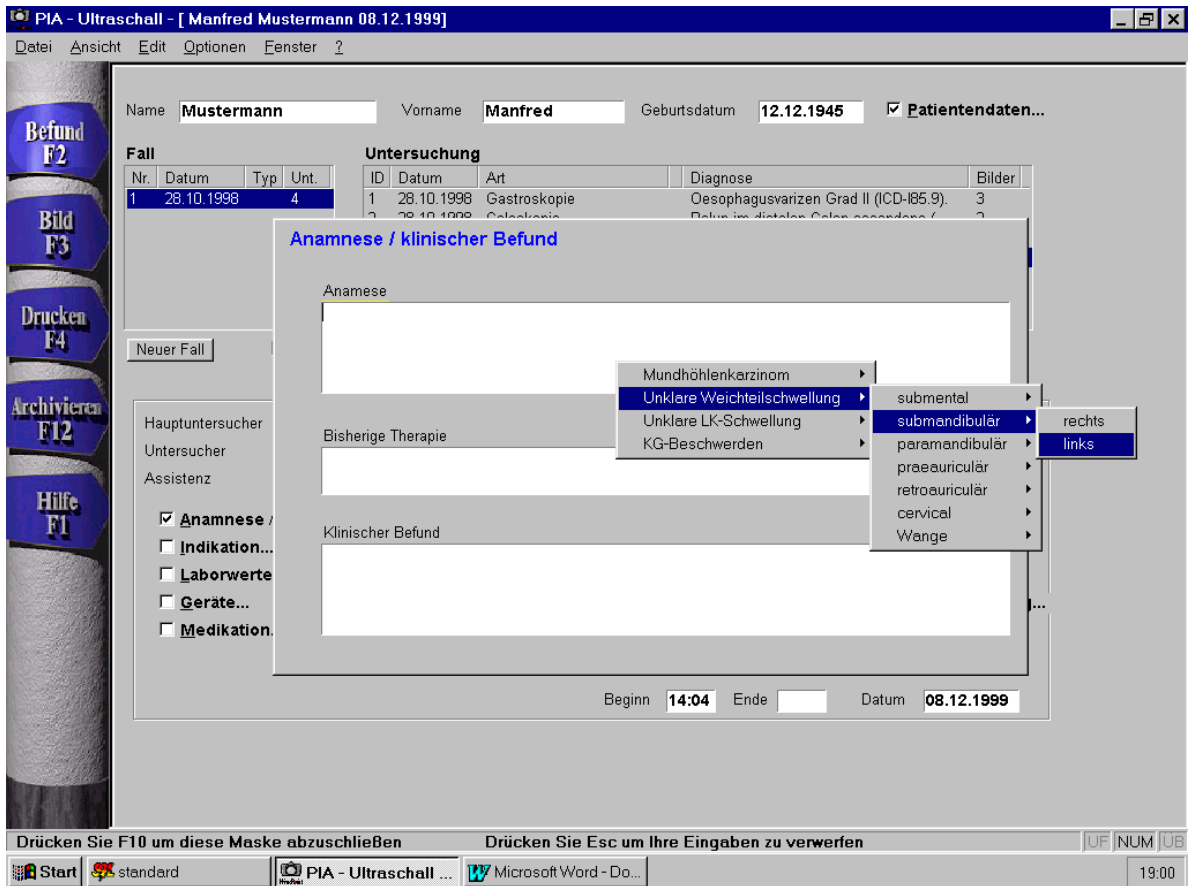 PIA - Ultraschall - [ Manfred Mustermann 08.12.1999]
Datei Ansicht Edit Optionen Fenster ?
Befund
F2
Bild
F3
Drucken
F4
Archivieren
F12
Hilfe
F1
Name Mustermann Vorname Manfred Geburtsdatum 12.12.1945 Patientendaten...
Fall
Nr. Datum Typ Unt.
1 28.10.1998 4
Untersuchung
ID Datum Art Diagnose Bilder
1 28.10.1998 Gastroskopie Oesophagusvarizen Grad II (ICD-I85.9). 3
Neuer Fall
Anamnese / klinischer Befund
Anamese
Bisherige Therapie
Klinischer Befund
Mundhöhlenkarzinom
Unklare Weichteilschwellung
Unklare LK-Schwellung
KG-Beschwerden
submental
submandibulär
paramandibulär
praeauriculär
retroauriculär
cervical
Wange
rechts
links
Hauptuntersucher
Untersucher
Assistenz
Anamnese /
Indikation...
Laborwerte
Geräte...
Medikation.
Beginn 14:04 Ende Datum 08.12.1999
Drücken Sie F10 um diese Maske abzuschließen Drücken Sie Esc um Ihre Eingaben zu verwerfen UF NUM ÜB
Start standard PIA - Ultraschall ... Microsoft Word - Do... 19:00